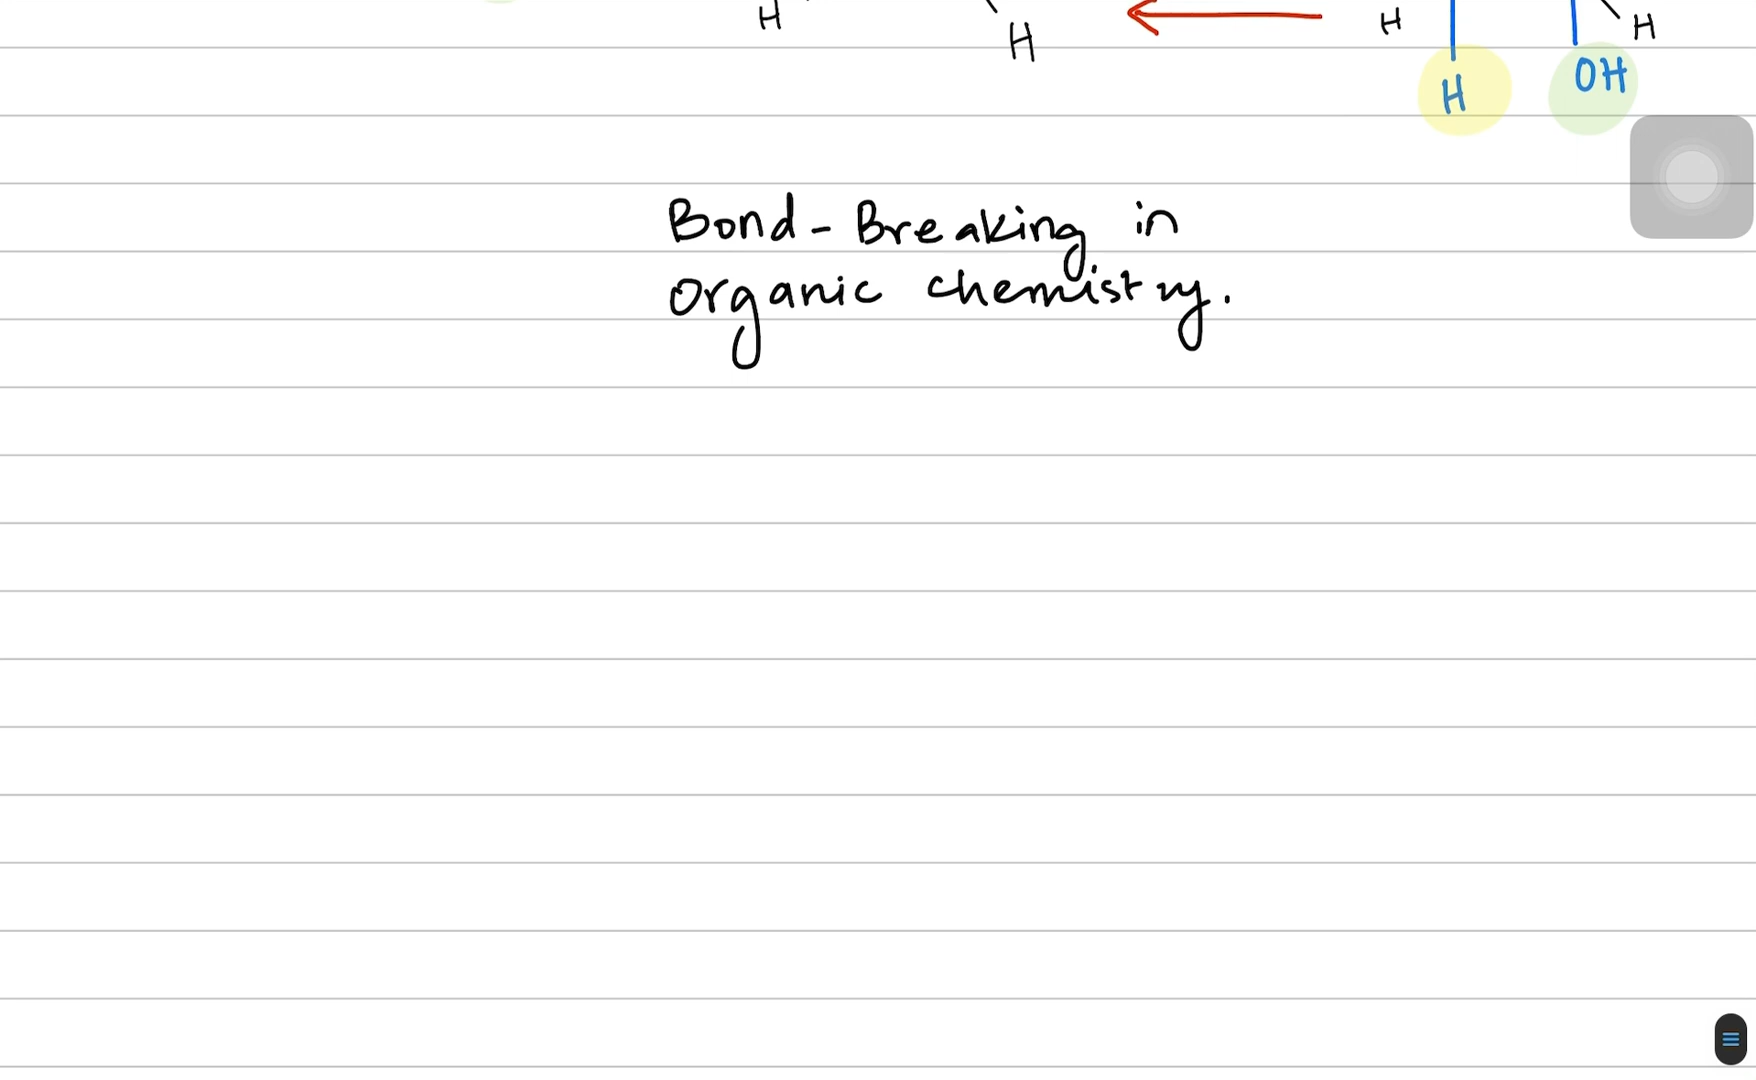 H H H H
H OH
Bond-Breaking in
organic chemistry.